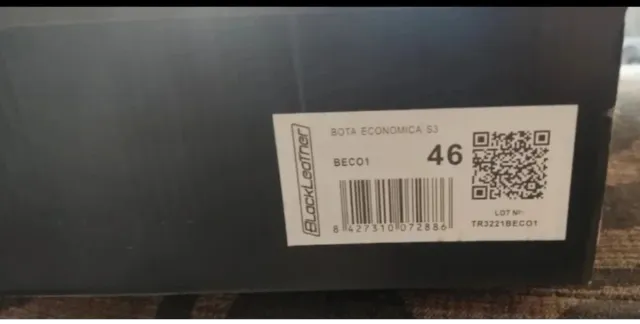 BlackLeather
BOTA ECONOMICA S3
BECO1
46
8 427310 072886
LOT Nº:
TR3221BECO1